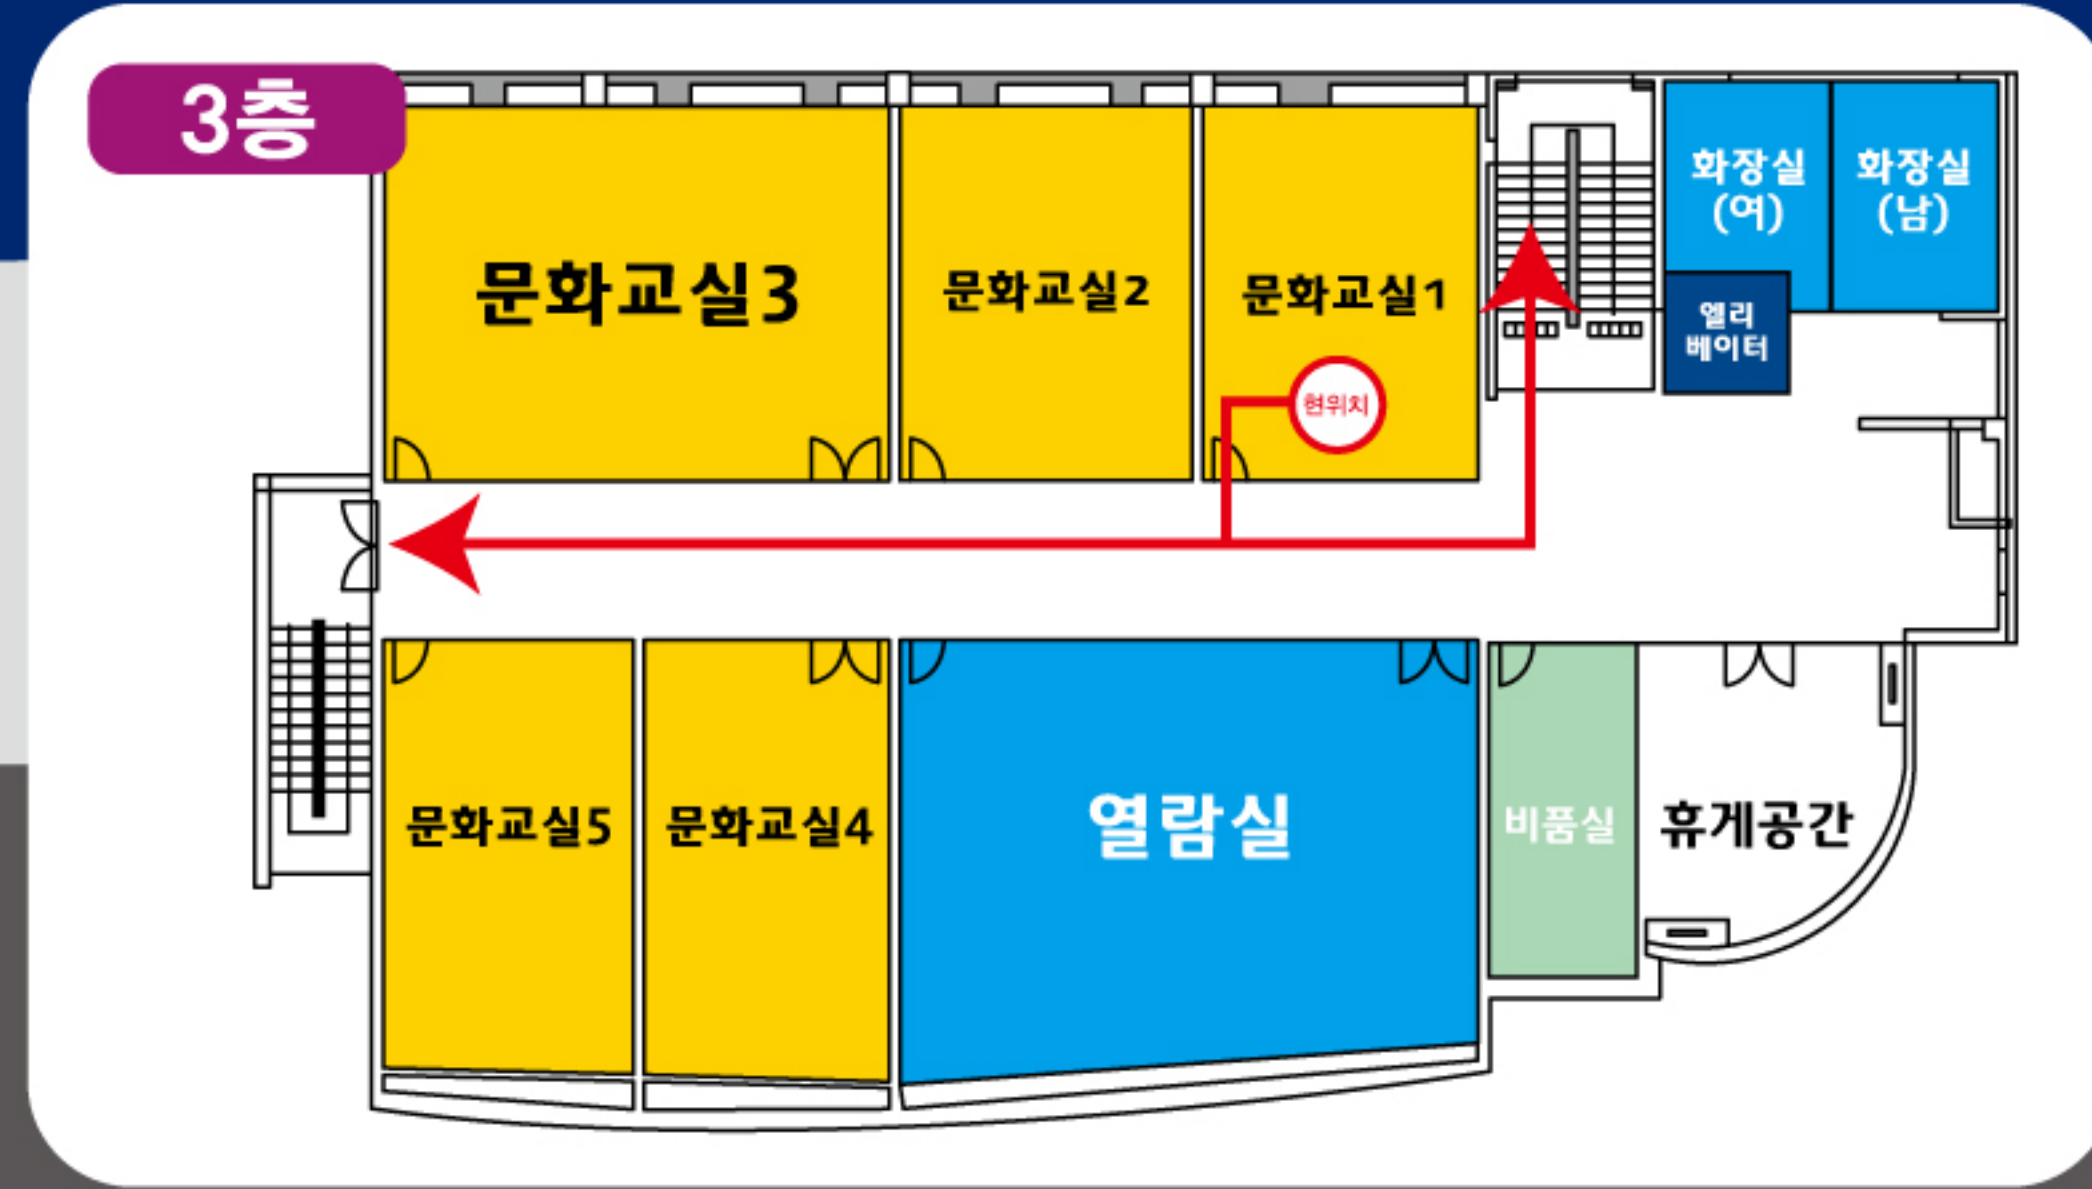 3층
문화교실3
문화교실2
문화교실1
현위치
화장실
(여)
화장실
(남)
엘리
베이터
문화교실5
문화교실4
열람실
비품실
휴게공간